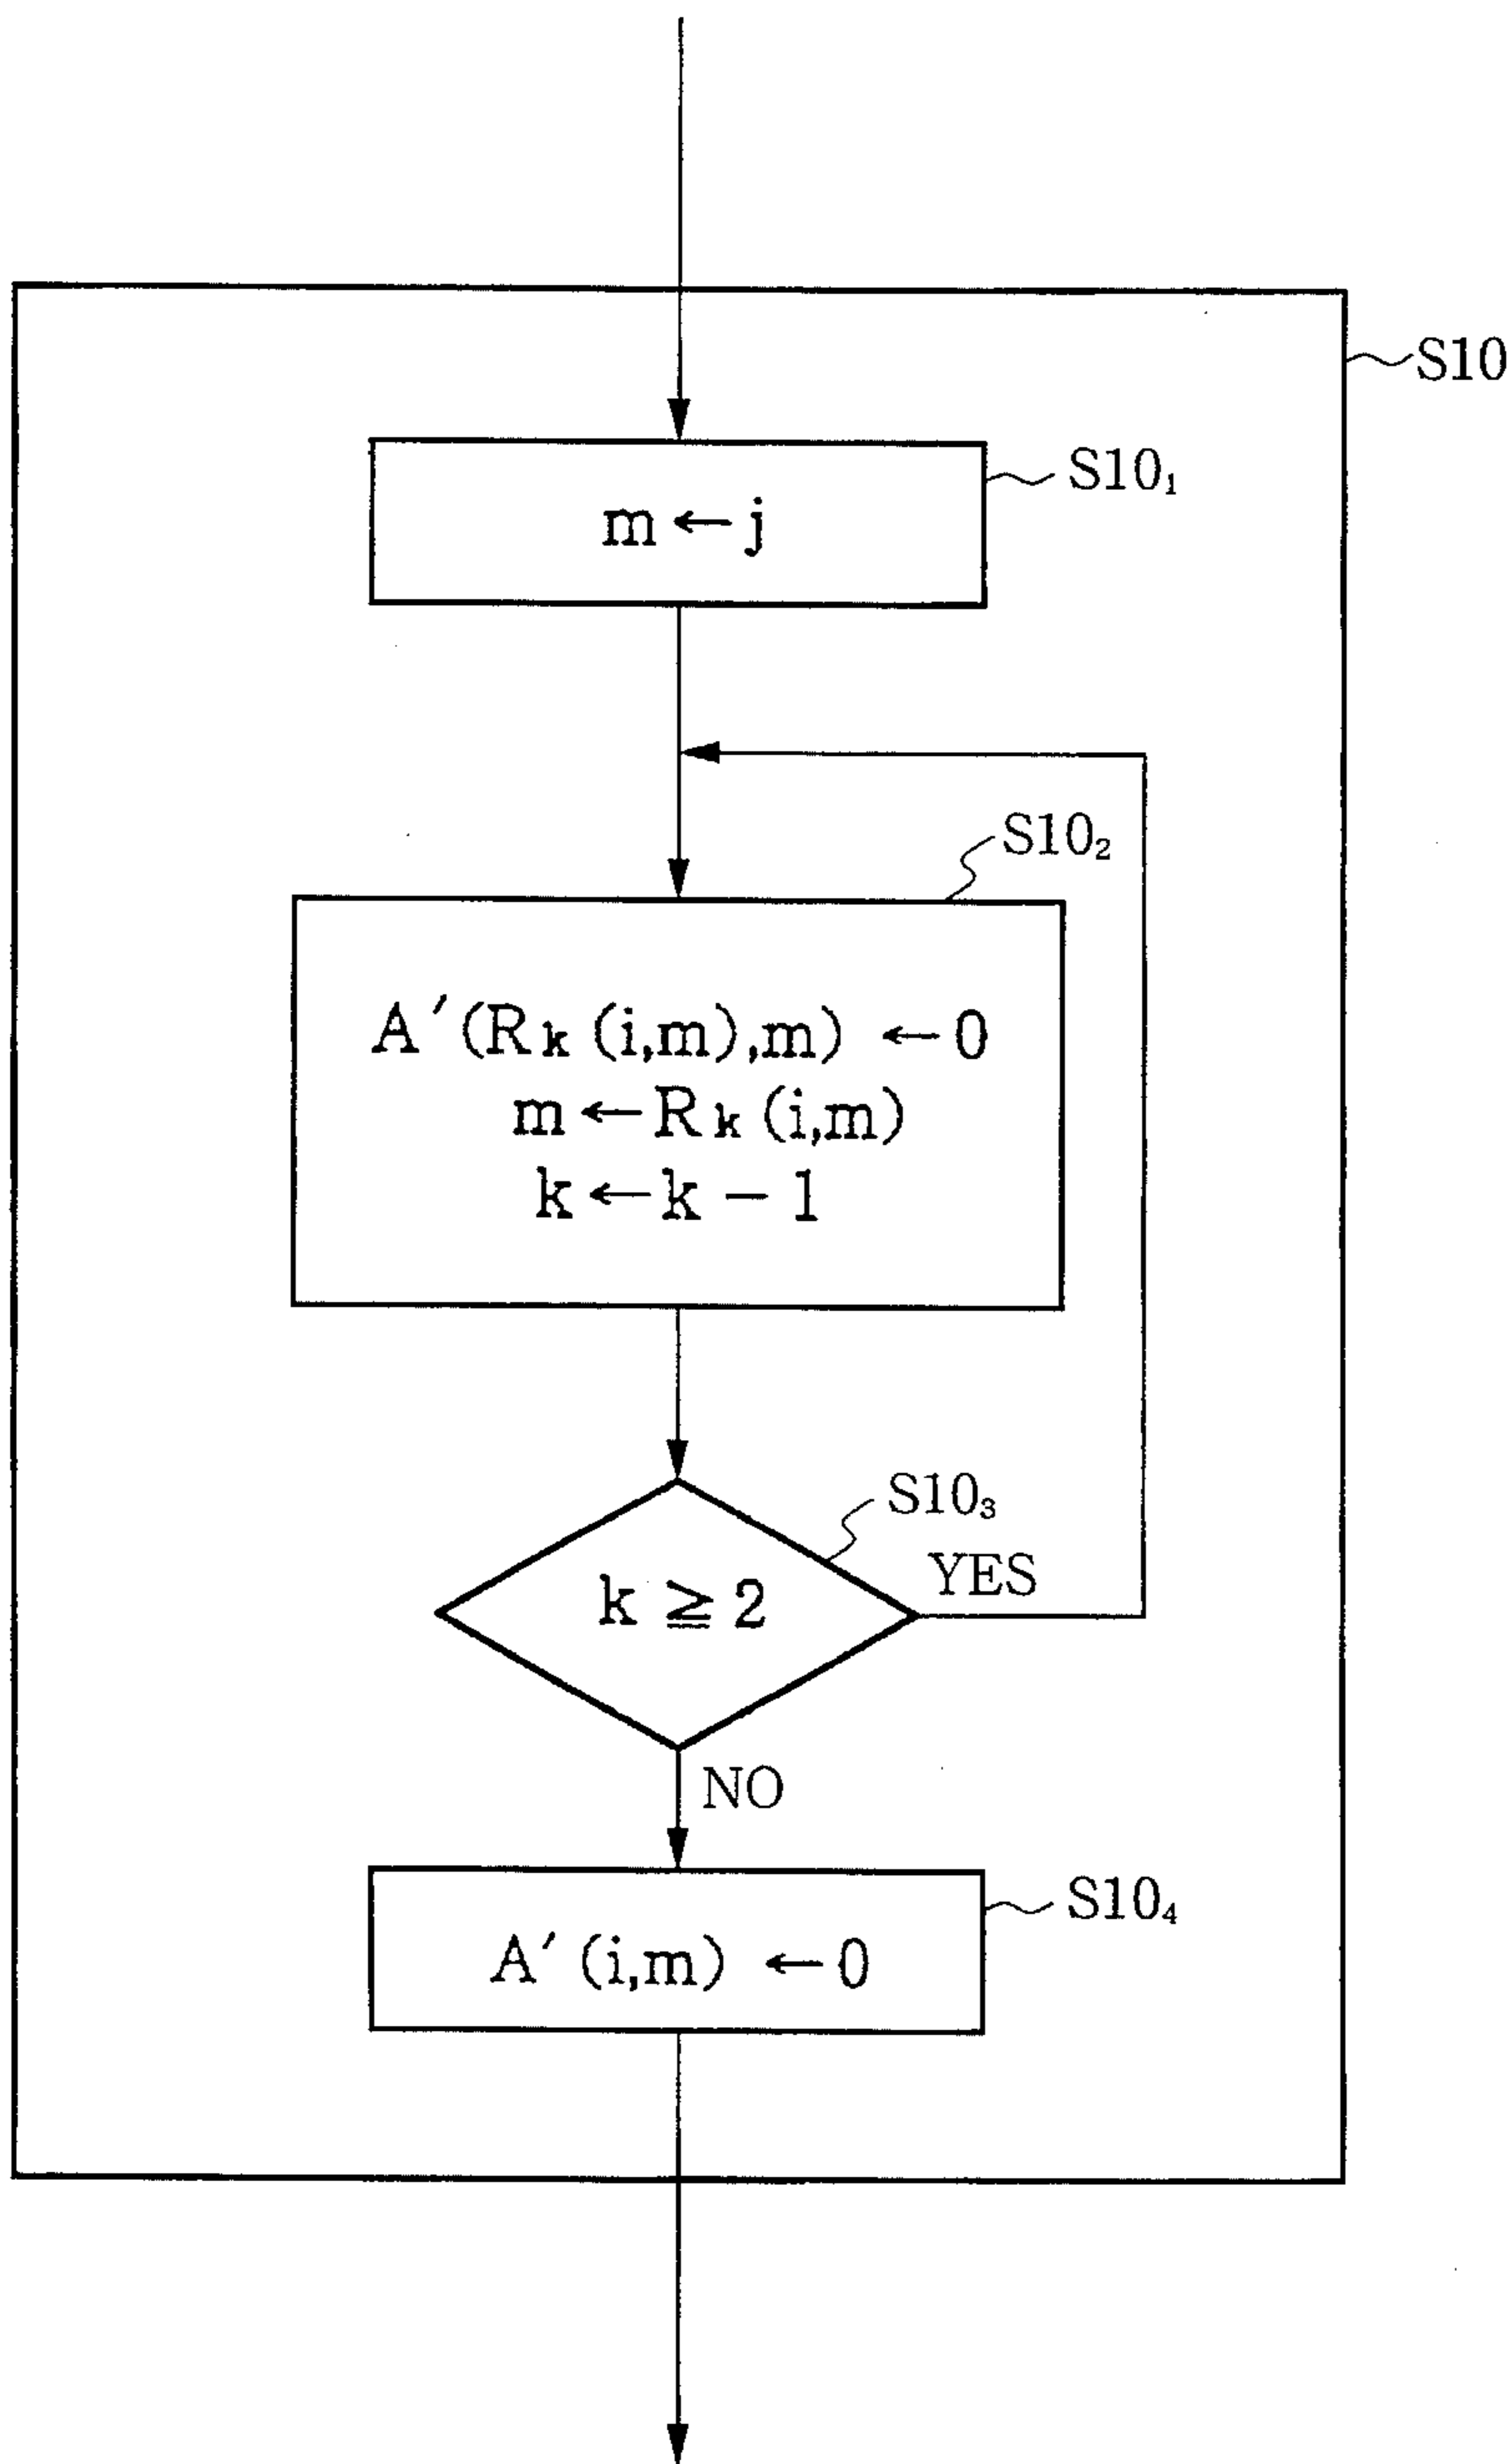 S10
S10₁
m ← j
S10₂
A′(Rk(i,m),m) ← 0
m ← Rk(i,m)
k ← k − 1
S10₃
YES
k ≧ 2
NO
S10₄
A′(i,m) ← 0